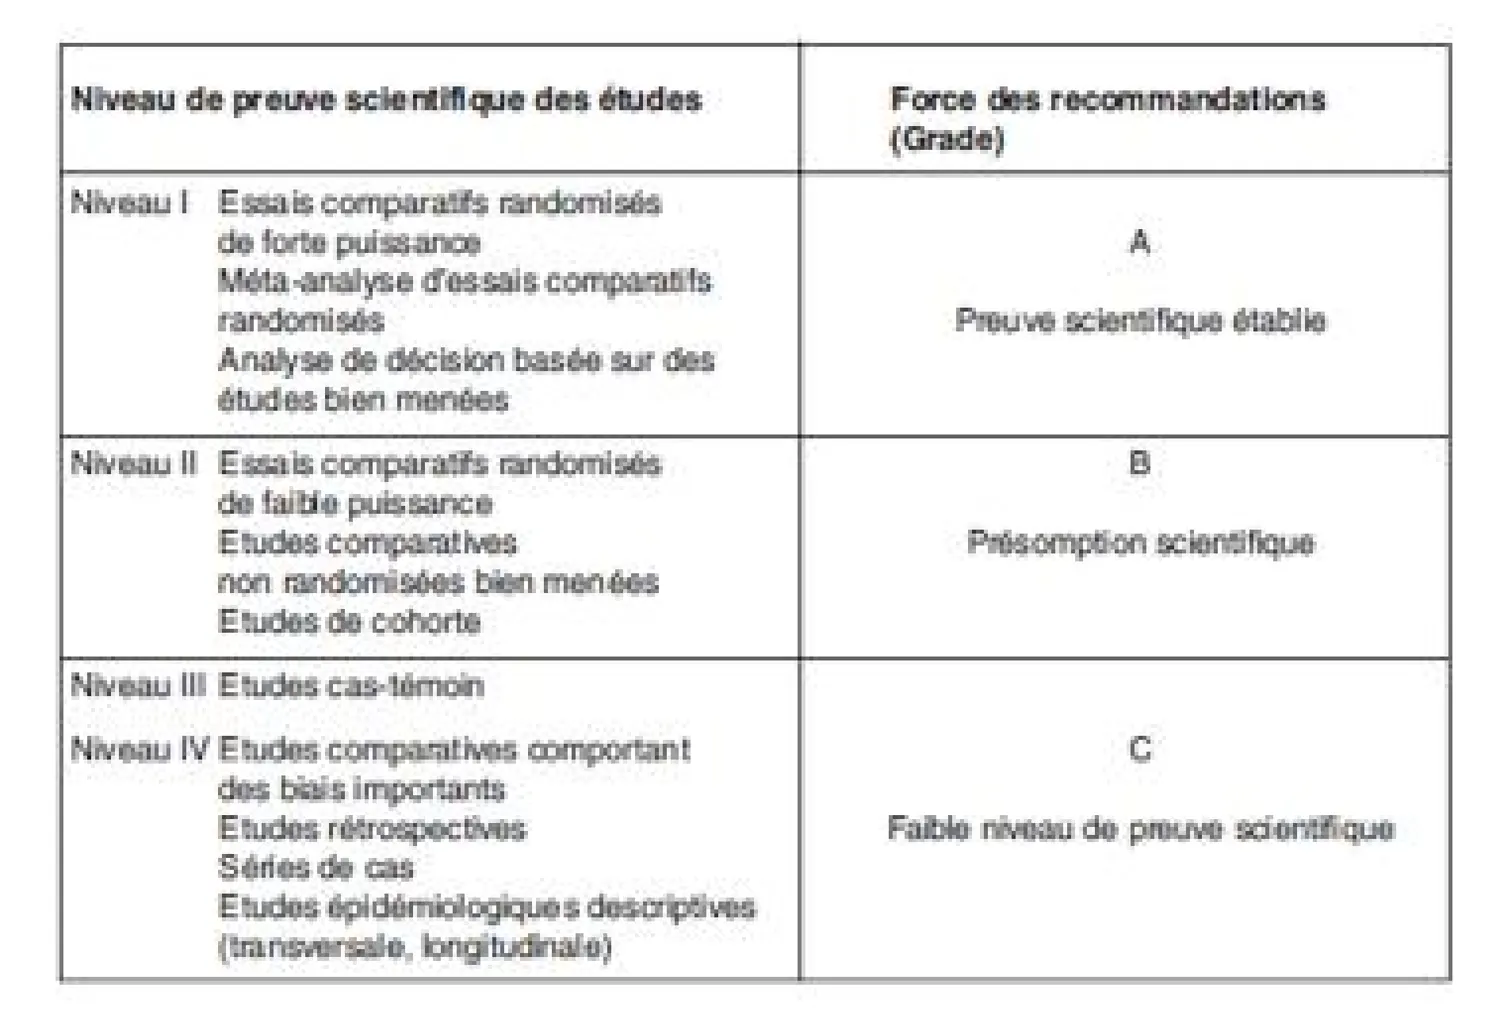 Niveau de preuve scientifique des études
Force des recommandations
(Grade)
Niveau I Essais comparatifs randomisés
de forte puissance
Méta-analyse d'essais comparatifs
randomisés
Analyse de décision basée sur des
études bien menées
A
Preuve scientifique établie
Niveau II Essais comparatifs randomisés
de faible puissance
Etudes comparatives
non randomisées bien menées
Etudes de cohorte
B
Présomption scientifique
Niveau III Etudes cas-témoin
Niveau IV Etudes comparatives comportant
des biais importants
Etudes rétrospectives
Séries de cas
Etudes épidémiologiques descriptives
(transversale, longitudinale)
C
Faible niveau de preuve scientifique